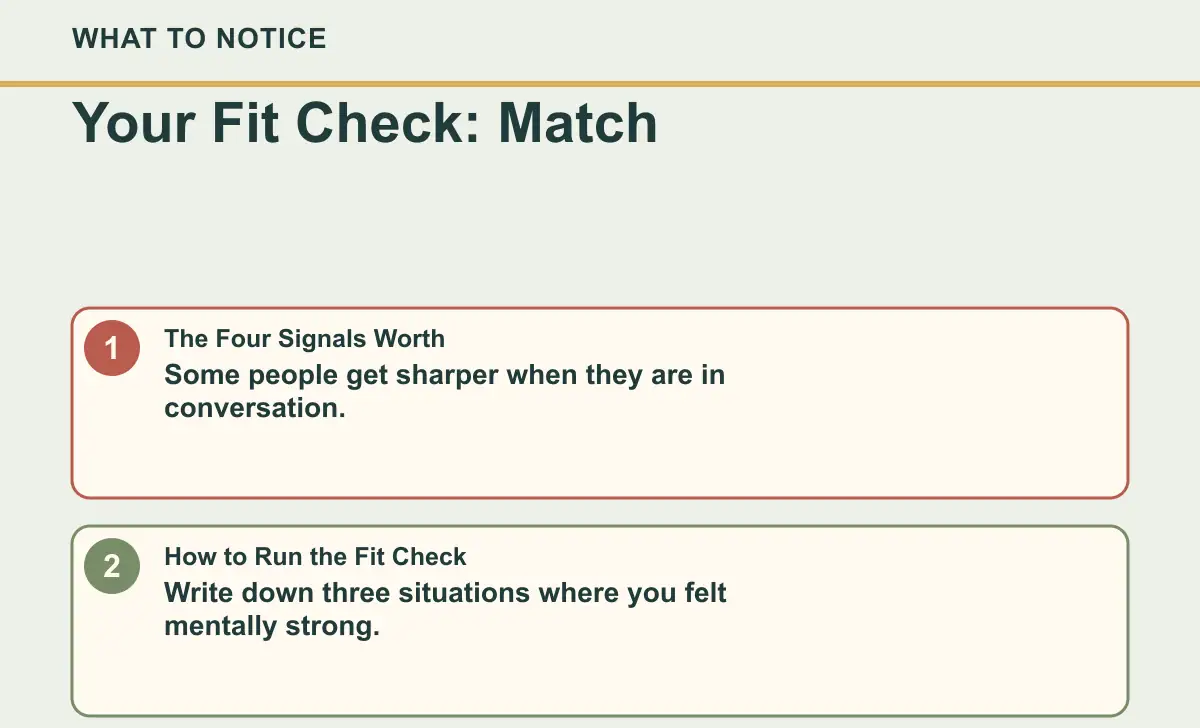 WHAT TO NOTICE
Your Fit Check: Match
1
The Four Signals Worth
Some people get sharper when they are in
conversation.
2
How to Run the Fit Check
Write down three situations where you felt
mentally strong.